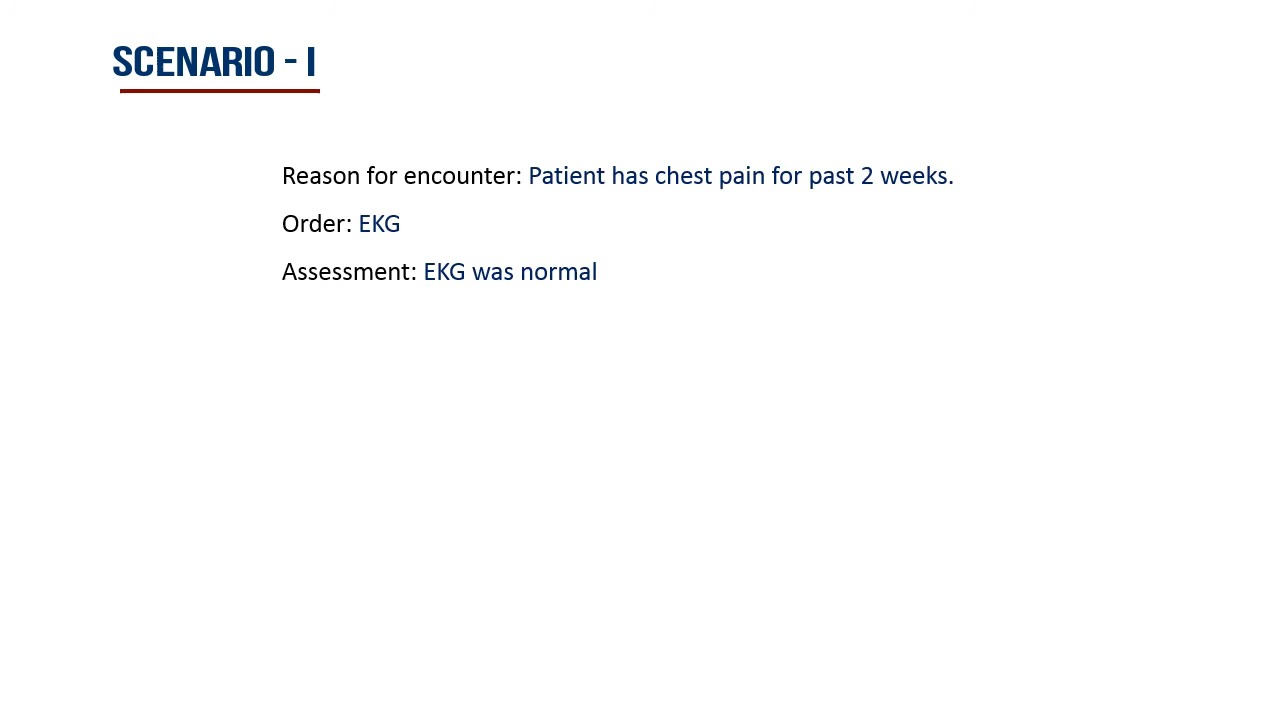 SCENARIO - I
Reason for encounter: Patient has chest pain for past 2 weeks.
Order: EKG
Assessment: EKG was normal